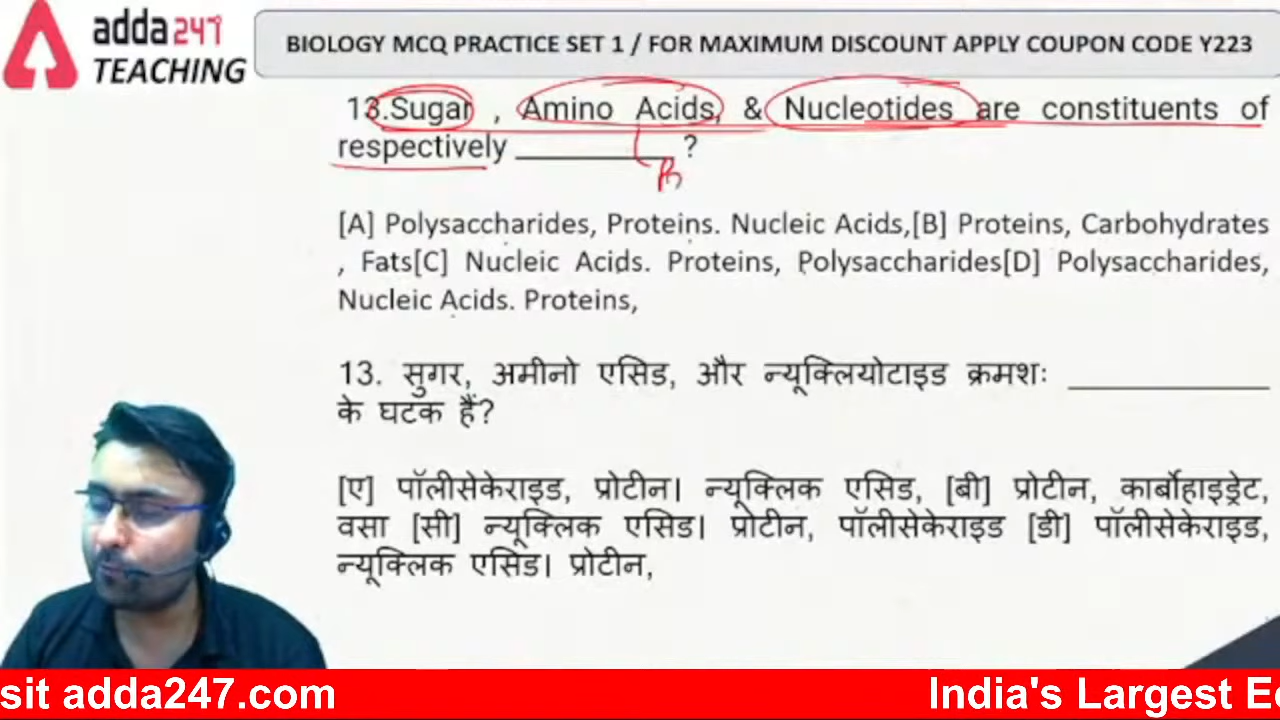 adda247
TEACHING
BIOLOGY MCQ PRACTICE SET 1 / FOR MAXIMUM DISCOUNT APPLY COUPON CODE Y223
13.Sugar , Amino Acids, & Nucleotides are constituents of
respectively __________ ?
[A] Polysaccharides, Proteins. Nucleic Acids,[B] Proteins, Carbohydrates
, Fats[C] Nucleic Acids. Proteins, Polysaccharides[D] Polysaccharides,
Nucleic Acids. Proteins,
13. सुगर, अमीनो एसिड, और न्यूक्लियोटाइड क्रमशः ____________
के घटक हैं?
[ए] पॉलीसेकेराइड, प्रोटीन। न्यूक्लिक एसिड, [बी] प्रोटीन, कार्बोहाइड्रेट,
वसा [सी] न्यूक्लिक एसिड। प्रोटीन, पॉलीसेकेराइड [डी] पॉलीसेकेराइड,
न्यूक्लिक एसिड। प्रोटीन,
sit adda247.com
India's Largest E